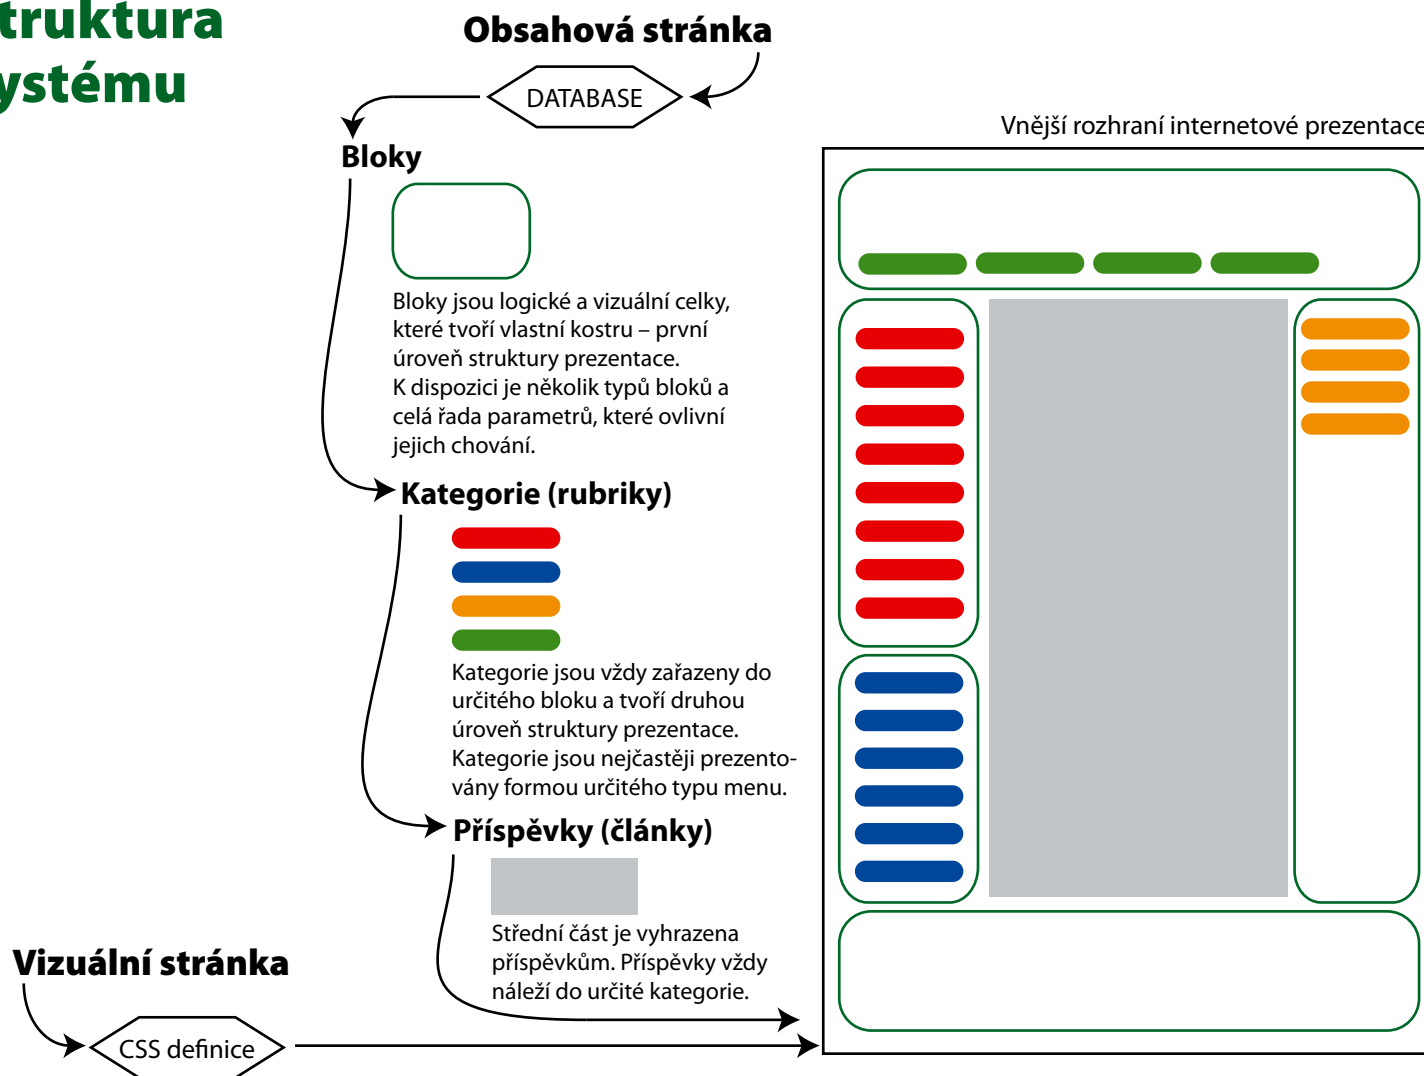 truktura
ystému
Obsahová stránka
DATABASE
Vnější rozhraní internetové prezentace
Bloky
Bloky jsou logické a vizuální celky,
které tvoří vlastní kostru – první
úroveň struktury prezentace.
K dispozici je několik typů bloků a
celá řada parametrů, které ovlivní
jejich chování.
Kategorie (rubriky)
Kategorie jsou vždy zařazeny do
určitého bloku a tvoří druhou
úroveň struktury prezentace.
Kategorie jsou nejčastěji prezento-
vány formou určitého typu menu.
Příspěvky (články)
Střední část je vyhrazena
příspěvkům. Příspěvky vždy
náleží do určité kategorie.
Vizuální stránka
CSS definice